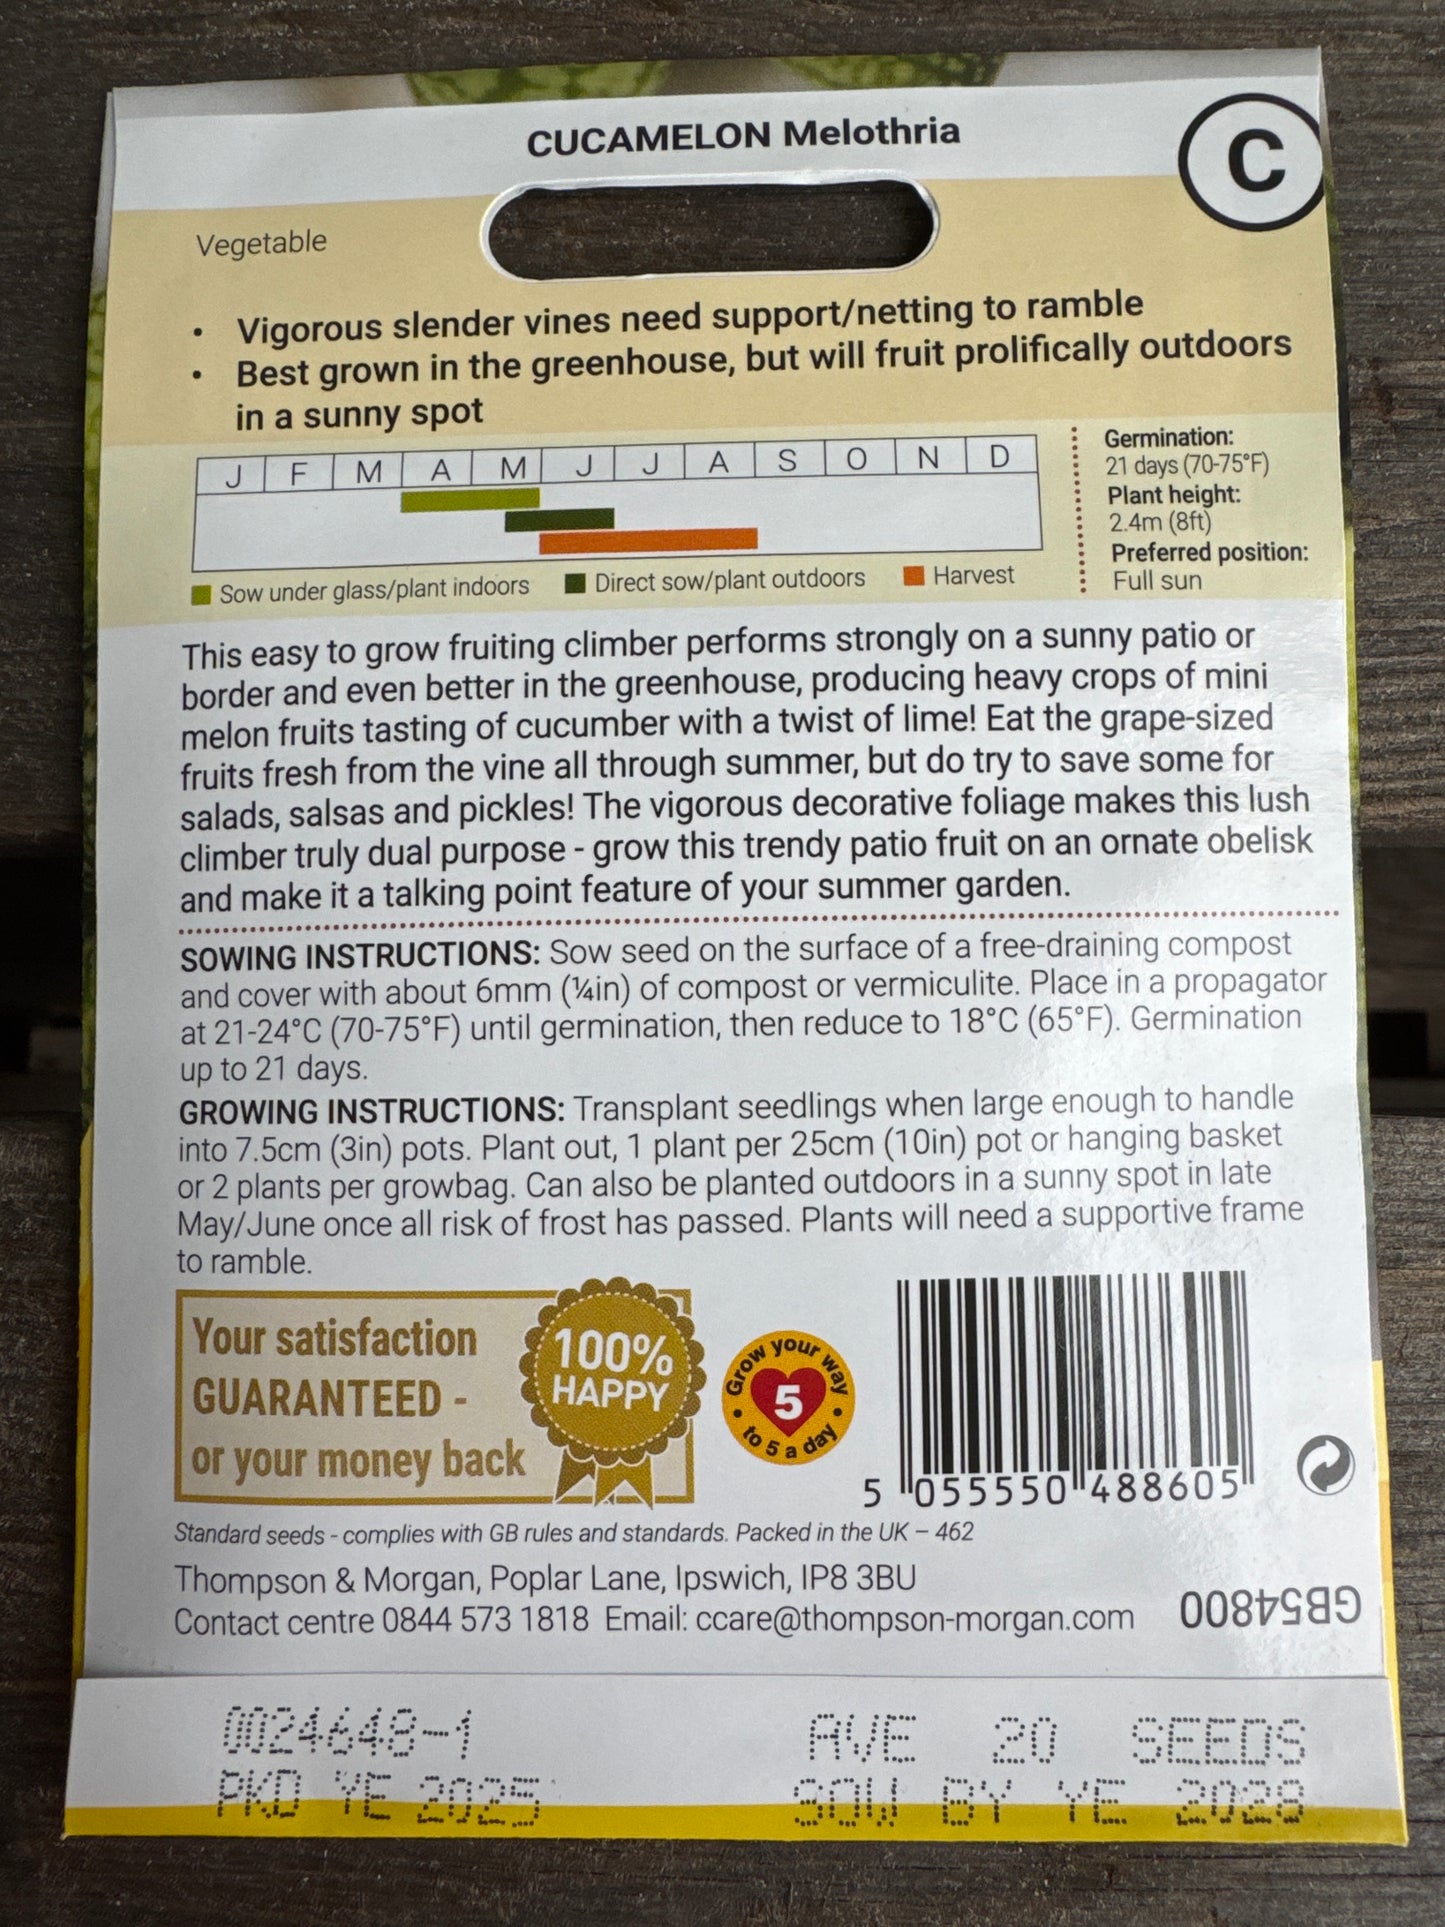 CUCAMELON Melothria
C
Vegetable
• Vigorous slender vines need support/netting to ramble
• Best grown in the greenhouse, but will fruit prolifically outdoors
in a sunny spot
J F M A M J J A S O N D
Sow under glass/plant indoors Direct sow/plant outdoors Harvest
Germination:
21 days (70-75°F)
Plant height:
2.4m (8ft)
Preferred position:
Full sun
This easy to grow fruiting climber performs strongly on a sunny patio or
border and even better in the greenhouse, producing heavy crops of mini
melon fruits tasting of cucumber with a twist of lime! Eat the grape-sized
fruits fresh from the vine all through summer, but do try to save some for
salads, salsas and pickles! The vigorous decorative foliage makes this lush
climber truly dual purpose - grow this trendy patio fruit on an ornate obelisk
and make it a talking point feature of your summer garden.
SOWING INSTRUCTIONS: Sow seed on the surface of a free-draining compost
and cover with about 6mm (¼in) of compost or vermiculite. Place in a propagator
at 21-24°C (70-75°F) until germination, then reduce to 18°C (65°F). Germination
up to 21 days.
GROWING INSTRUCTIONS: Transplant seedlings when large enough to handle
into 7.5cm (3in) pots. Plant out, 1 plant per 25cm (10in) pot or hanging basket
or 2 plants per growbag. Can also be planted outdoors in a sunny spot in late
May/June once all risk of frost has passed. Plants will need a supportive frame
to ramble.
Your satisfaction
GUARANTEED -
or your money back
100%
HAPPY
Grow your way
5
• to 5 a day •
5 055550 488605
Standard seeds - complies with GB rules and standards. Packed in the UK – 462
Thompson & Morgan, Poplar Lane, Ipswich, IP8 3BU
Contact centre 0844 573 1818 Email: ccare@thompson-morgan.com
GB54800
0024648-1 AVE 20 SEEDS
PKD YE 2025 SOW BY YE 2028